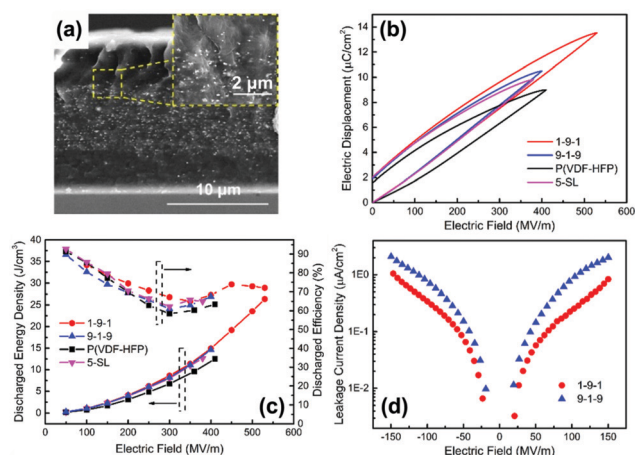 (a)
2 μm
10 μm
(b)
Electric Displacement (μC/cm²)
14
12
10
8
6
4
2
0
1-9-1
9-1-9
P(VDF-HFP)
5-SL
0 100 200 300 400 500 600
Electric Field (MV/m)
Discharged Energy Density (J/cm³)
40
35
30
25
20
15
10
5
0
1-9-1
9-1-9
P(VDF-HFP)
5-SL
(c)
Discharged Efficiency (%)
90
80
70
60
50
40
30
20
10
0
0 100 200 300 400 500 600
Electric Field (MV/m)
Leakage Current Density (μA/cm²)
1E0
1E-1
1E-2
1-9-1
9-1-9
(d)
-150 -100 -50 0 50 100 150
Electric Field (MV/m)